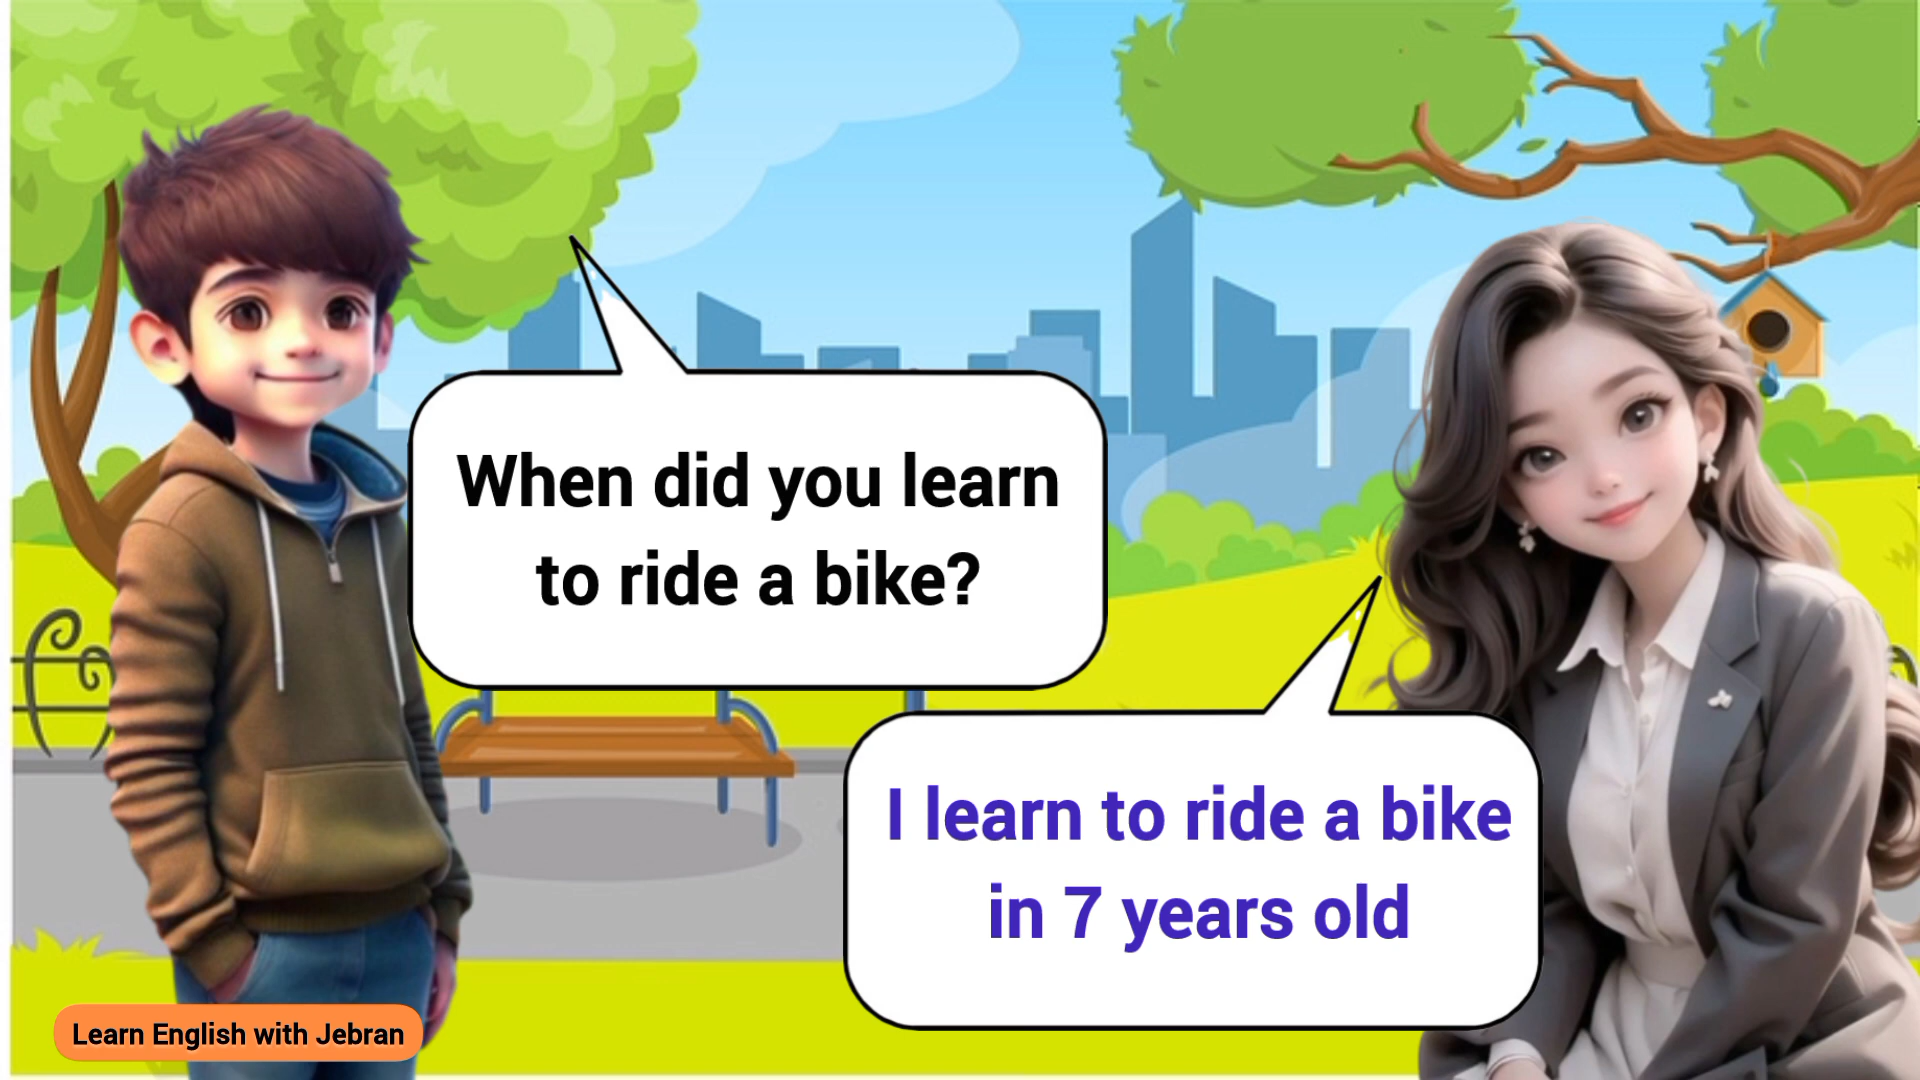 When did you learn
to ride a bike?
I learn to ride a bike
in 7 years old
Learn English with Jebran